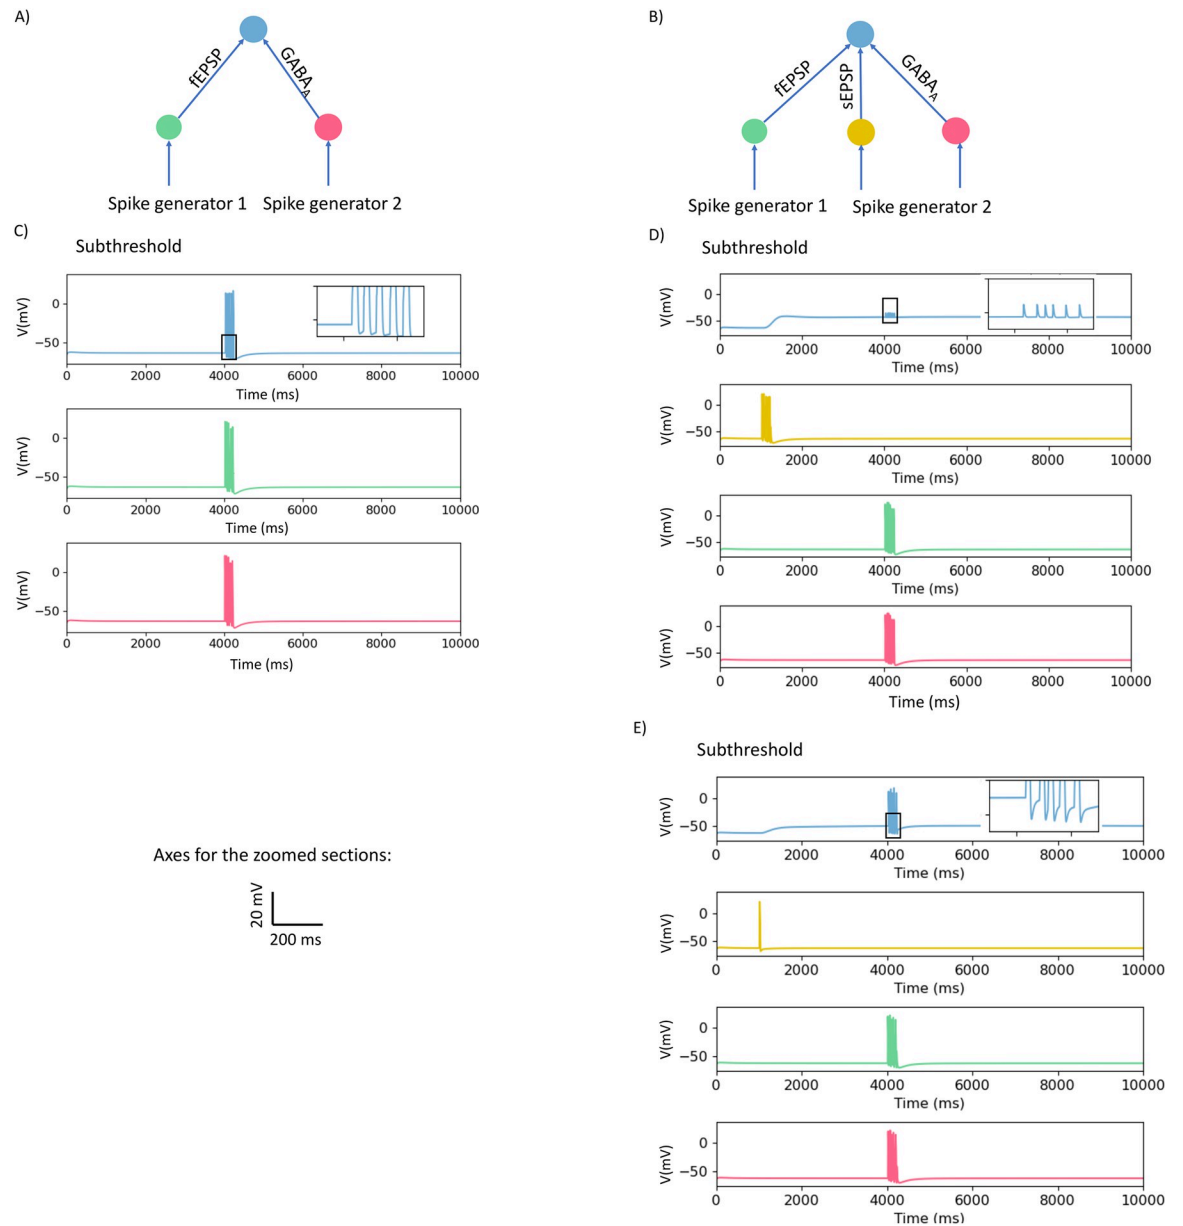 A)
fEPSP
GABAA
Spike generator 1 Spike generator 2
B)
fEPSP
sEPSP
GABAA
Spike generator 1 Spike generator 2
C)
Subthreshold
V(mV)
0
−50
0 2000 4000 6000 8000 10000
Time (ms)
V(mV)
0
−50
0 2000 4000 6000 8000 10000
Time (ms)
V(mV)
0
−50
0 2000 4000 6000 8000 10000
Time (ms)
D)
Subthreshold
V(mV)
0
−50
0 2000 4000 6000 8000 10000
Time (ms)
V(mV)
0
−50
0 2000 4000 6000 8000 10000
Time (ms)
V(mV)
0
−50
0 2000 4000 6000 8000 10000
Time (ms)
V(mV)
0
−50
0 2000 4000 6000 8000 10000
Time (ms)
Axes for the zoomed sections:
20 mV
200 ms
E)
Subthreshold
V(mV)
0
−50
0 2000 4000 6000 8000 10000
Time (ms)
V(mV)
0
−50
0 2000 4000 6000 8000 10000
Time (ms)
V(mV)
0
−50
0 2000 4000 6000 8000 10000
Time (ms)
V(mV)
0
−50
0 2000 4000 6000 8000 10000
Time (ms)